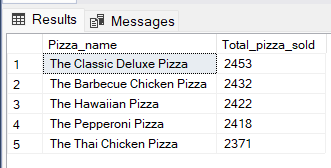 Results Messages
Pizza_name Total_pizza_sold
1 The Classic Deluxe Pizza 2453
2 The Barbecue Chicken Pizza 2432
3 The Hawaiian Pizza 2422
4 The Pepperoni Pizza 2418
5 The Thai Chicken Pizza 2371